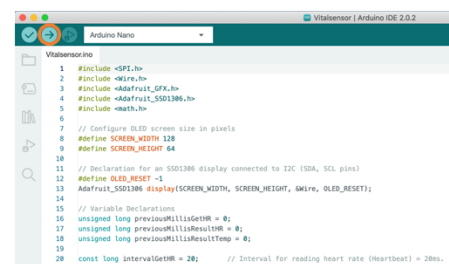 Vitalsensor | Arduino IDE 2.0.2
Arduino Nano
Vitalsensor.ino
1 #include <SPI.h>
2 #include <Wire.h>
3 #include <Adafruit_GFX.h>
4 #include <Adafruit_SSD1306.h>
5 #include <math.h>
6
7 // Configure OLED screen size in pixels
8 #define SCREEN_WIDTH 128
9 #define SCREEN_HEIGHT 64
10
11 // Declaration for an SSD1306 display connected to I2C (SDA, SCL pins)
12 #define OLED_RESET -1
13 Adafruit_SSD1306 display(SCREEN_WIDTH, SCREEN_HEIGHT, &Wire, OLED_RESET);
14
15 // Variable Declarations
16 unsigned long previousMillisGetHR = 0;
17 unsigned long previousMillisResultHR = 0;
18 unsigned long previousMillisResultTemp = 0;
19
20 const long intervalGetHR = 20; // Interval for reading heart rate (Heartbeat) = 20ms.